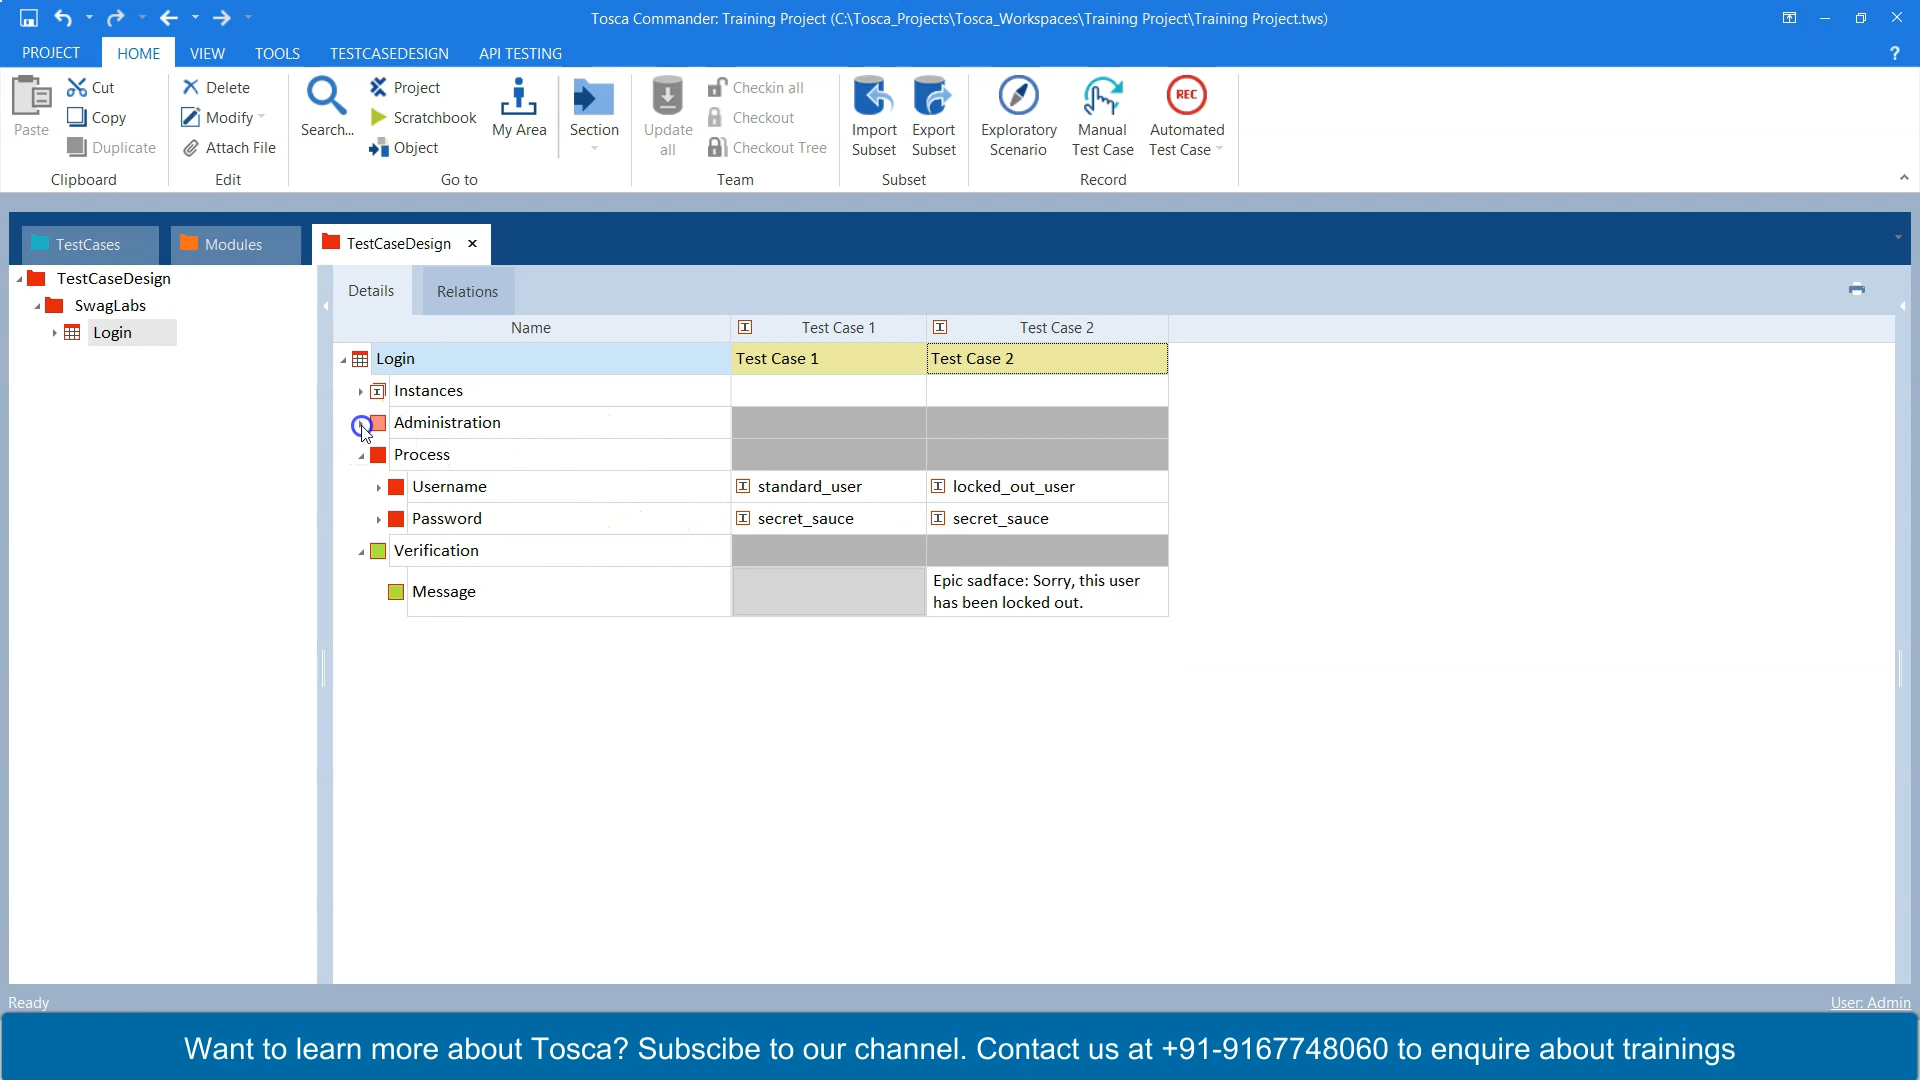 Tosca Commander: Training Project (C:\Tosca_Projects\Tosca_Workspaces\Training Project\Training Project.tws)
PROJECT HOME VIEW TOOLS TESTCASEDESIGN API TESTING ?
Paste
Cut
Copy
Duplicate
Clipboard
Delete
Modify
Attach File
Edit
Search...
Project
Scratchbook
Object
My Area
Go to
Section
Update all
Checkin all
Checkout
Checkout Tree
Team
Import Subset
Export Subset
Subset
Exploratory Scenario
Manual Test Case
REC
Automated Test Case
Record
TestCases Modules TestCaseDesign
TestCaseDesign
SwagLabs
Login
Details Relations
Name Test Case 1 Test Case 2
Login Test Case 1 Test Case 2
Instances
Administration
Process
Username standard_user locked_out_user
Password secret_sauce secret_sauce
Verification
Message Epic sadface: Sorry, this user
has been locked out.
Ready User: Admin
Want to learn more about Tosca? Subscibe to our channel. Contact us at +91-9167748060 to enquire about trainings